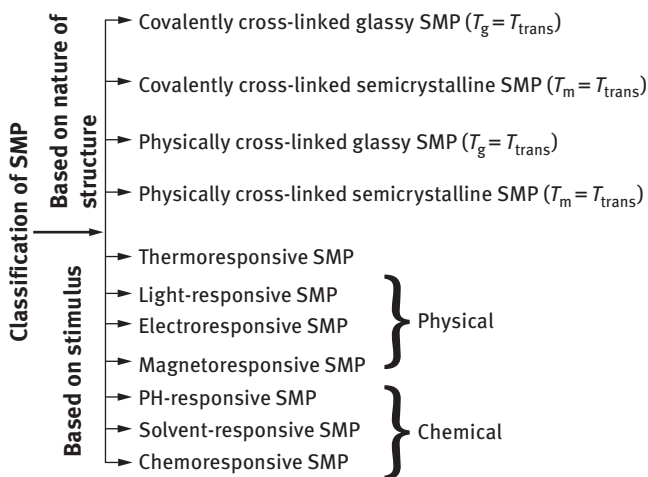 Classification of SMP
Based on nature of
structure
Covalently cross-linked glassy SMP (Tg = Ttrans)
Covalently cross-linked semicrystalline SMP (Tm = Ttrans)
Physically cross-linked glassy SMP (Tg = Ttrans)
Physically cross-linked semicrystalline SMP (Tm = Ttrans)
Based on stimulus
Thermoresponsive SMP
Light-responsive SMP
Electroresponsive SMP
Magnetoresponsive SMP
Physical
PH-responsive SMP
Solvent-responsive SMP
Chemoresponsive SMP
Chemical